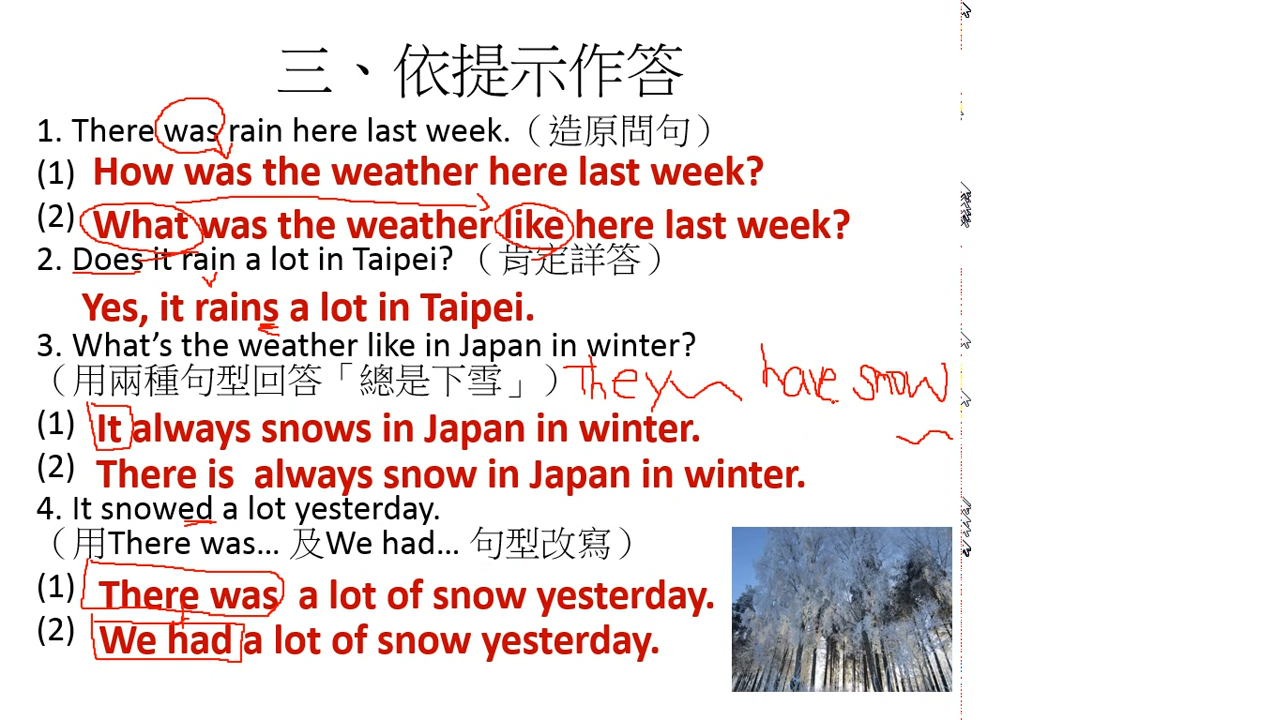 三、依提示作答
1. There was rain here last week.（造原問句）
(1) How was the weather here last week?
(2) What was the weather like here last week?
2. Does it rain a lot in Taipei? （肯定詳答）
Yes, it rains a lot in Taipei.
3. What's the weather like in Japan in winter?
（用兩種句型回答「總是下雪」） They have snow
(1) It always snows in Japan in winter.
(2) There is always snow in Japan in winter.
4. It snowed a lot yesterday.
（用There was… 及We had… 句型改寫）
(1) There was a lot of snow yesterday.
(2) We had a lot of snow yesterday.